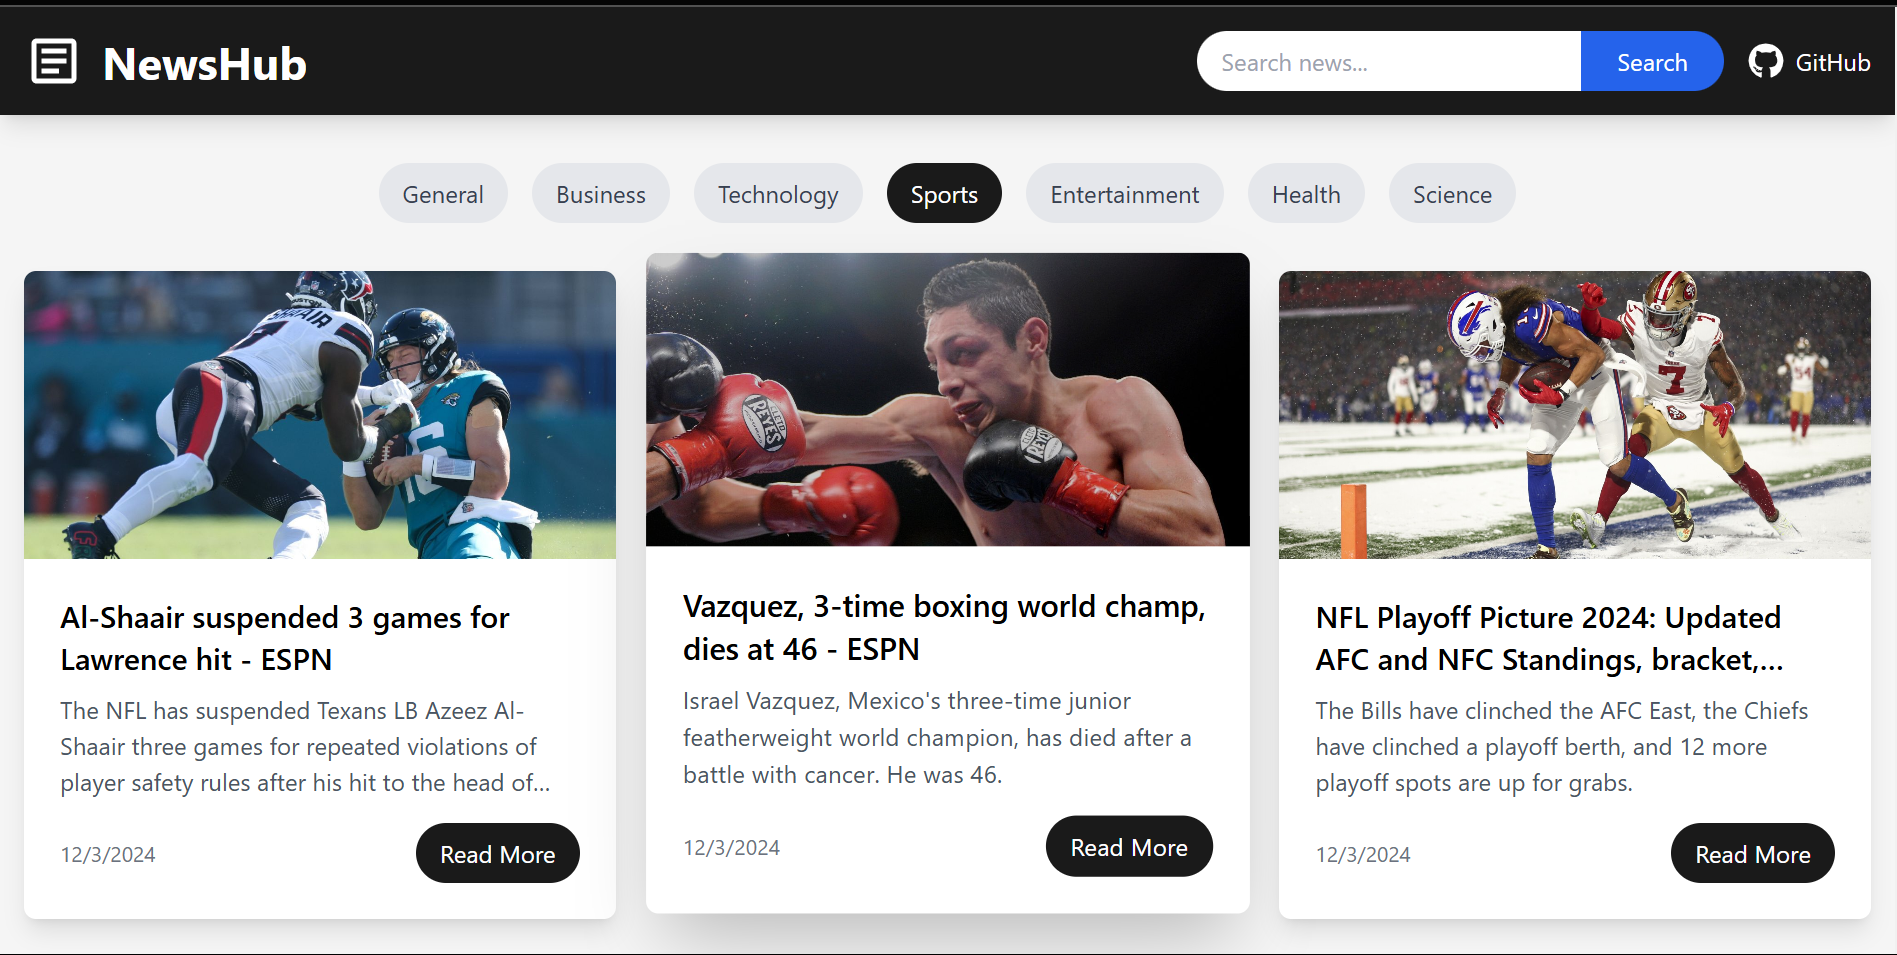 NewsHub
Search news...
Search
GitHub
General
Business
Technology
Sports
Entertainment
Health
Science
SHAAIR
16
Al-Shaair suspended 3 games for
Lawrence hit - ESPN
The NFL has suspended Texans LB Azeez Al-
Shaair three games for repeated violations of
player safety rules after his hit to the head of...
12/3/2024
Read More
CLETO
REYES
REYES
Vazquez, 3-time boxing world champ,
dies at 46 - ESPN
Israel Vazquez, Mexico's three-time junior
featherweight world champion, has died after a
battle with cancer. He was 46.
12/3/2024
Read More
7
54
NFL Playoff Picture 2024: Updated
AFC and NFC Standings, bracket,...
The Bills have clinched the AFC East, the Chiefs
have clinched a playoff berth, and 12 more
playoff spots are up for grabs.
12/3/2024
Read More